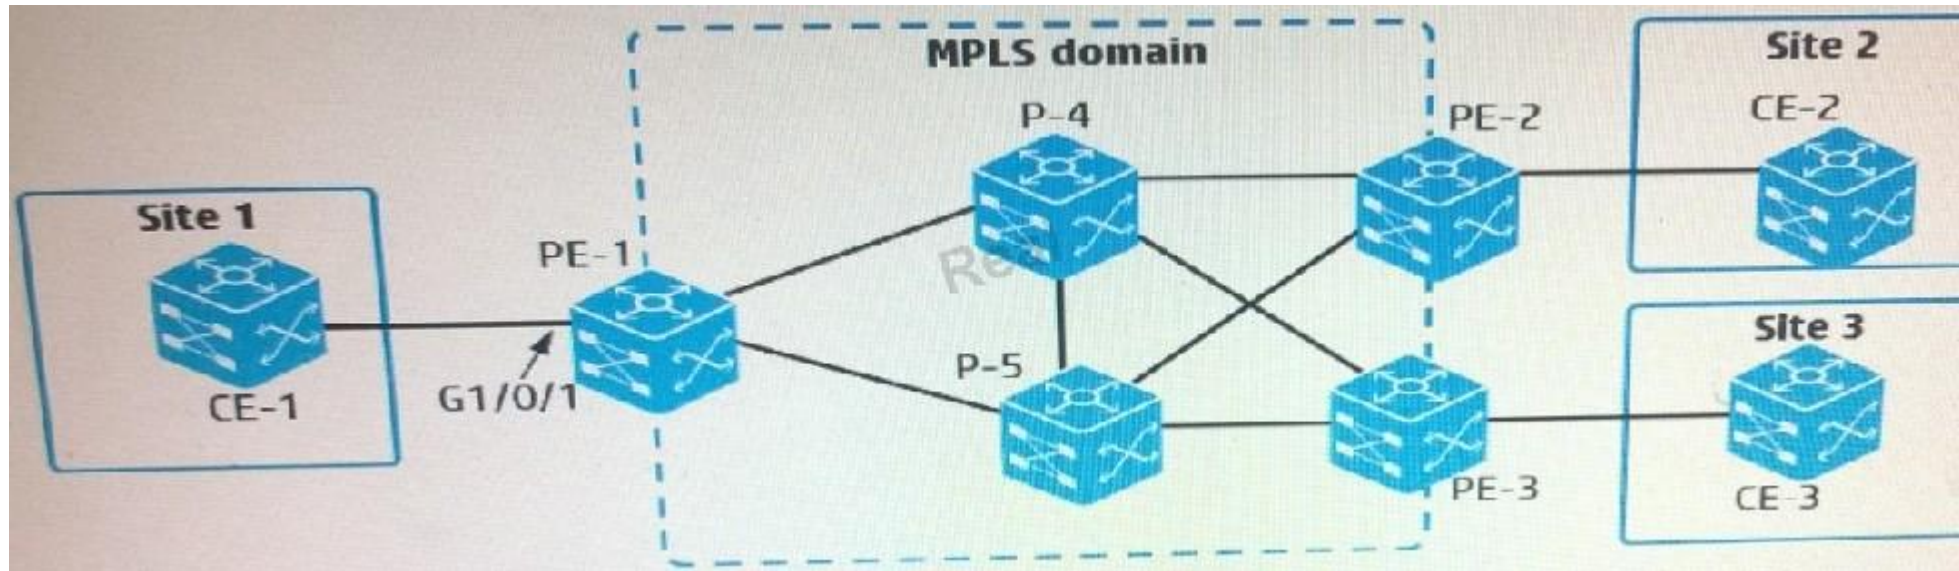 MPLS domain
Site 2
P-4
PE-2
CE-2
Site 1
PE-1
CE-1
G1/0/1
P-5
Site 3
PE-3
CE-3